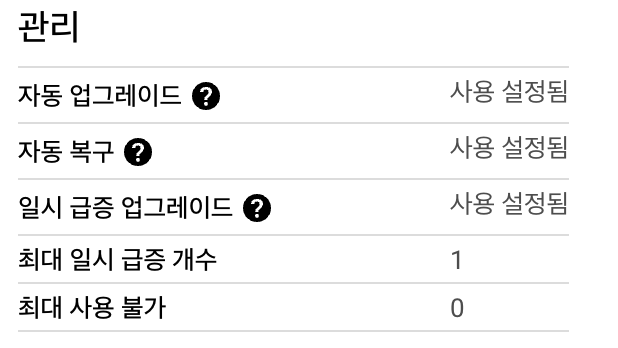 관리
자동 업그레이드 ? 사용 설정됨
자동 복구 ? 사용 설정됨
일시 급증 업그레이드 ? 사용 설정됨
최대 일시 급증 개수 1
최대 사용 불가 0